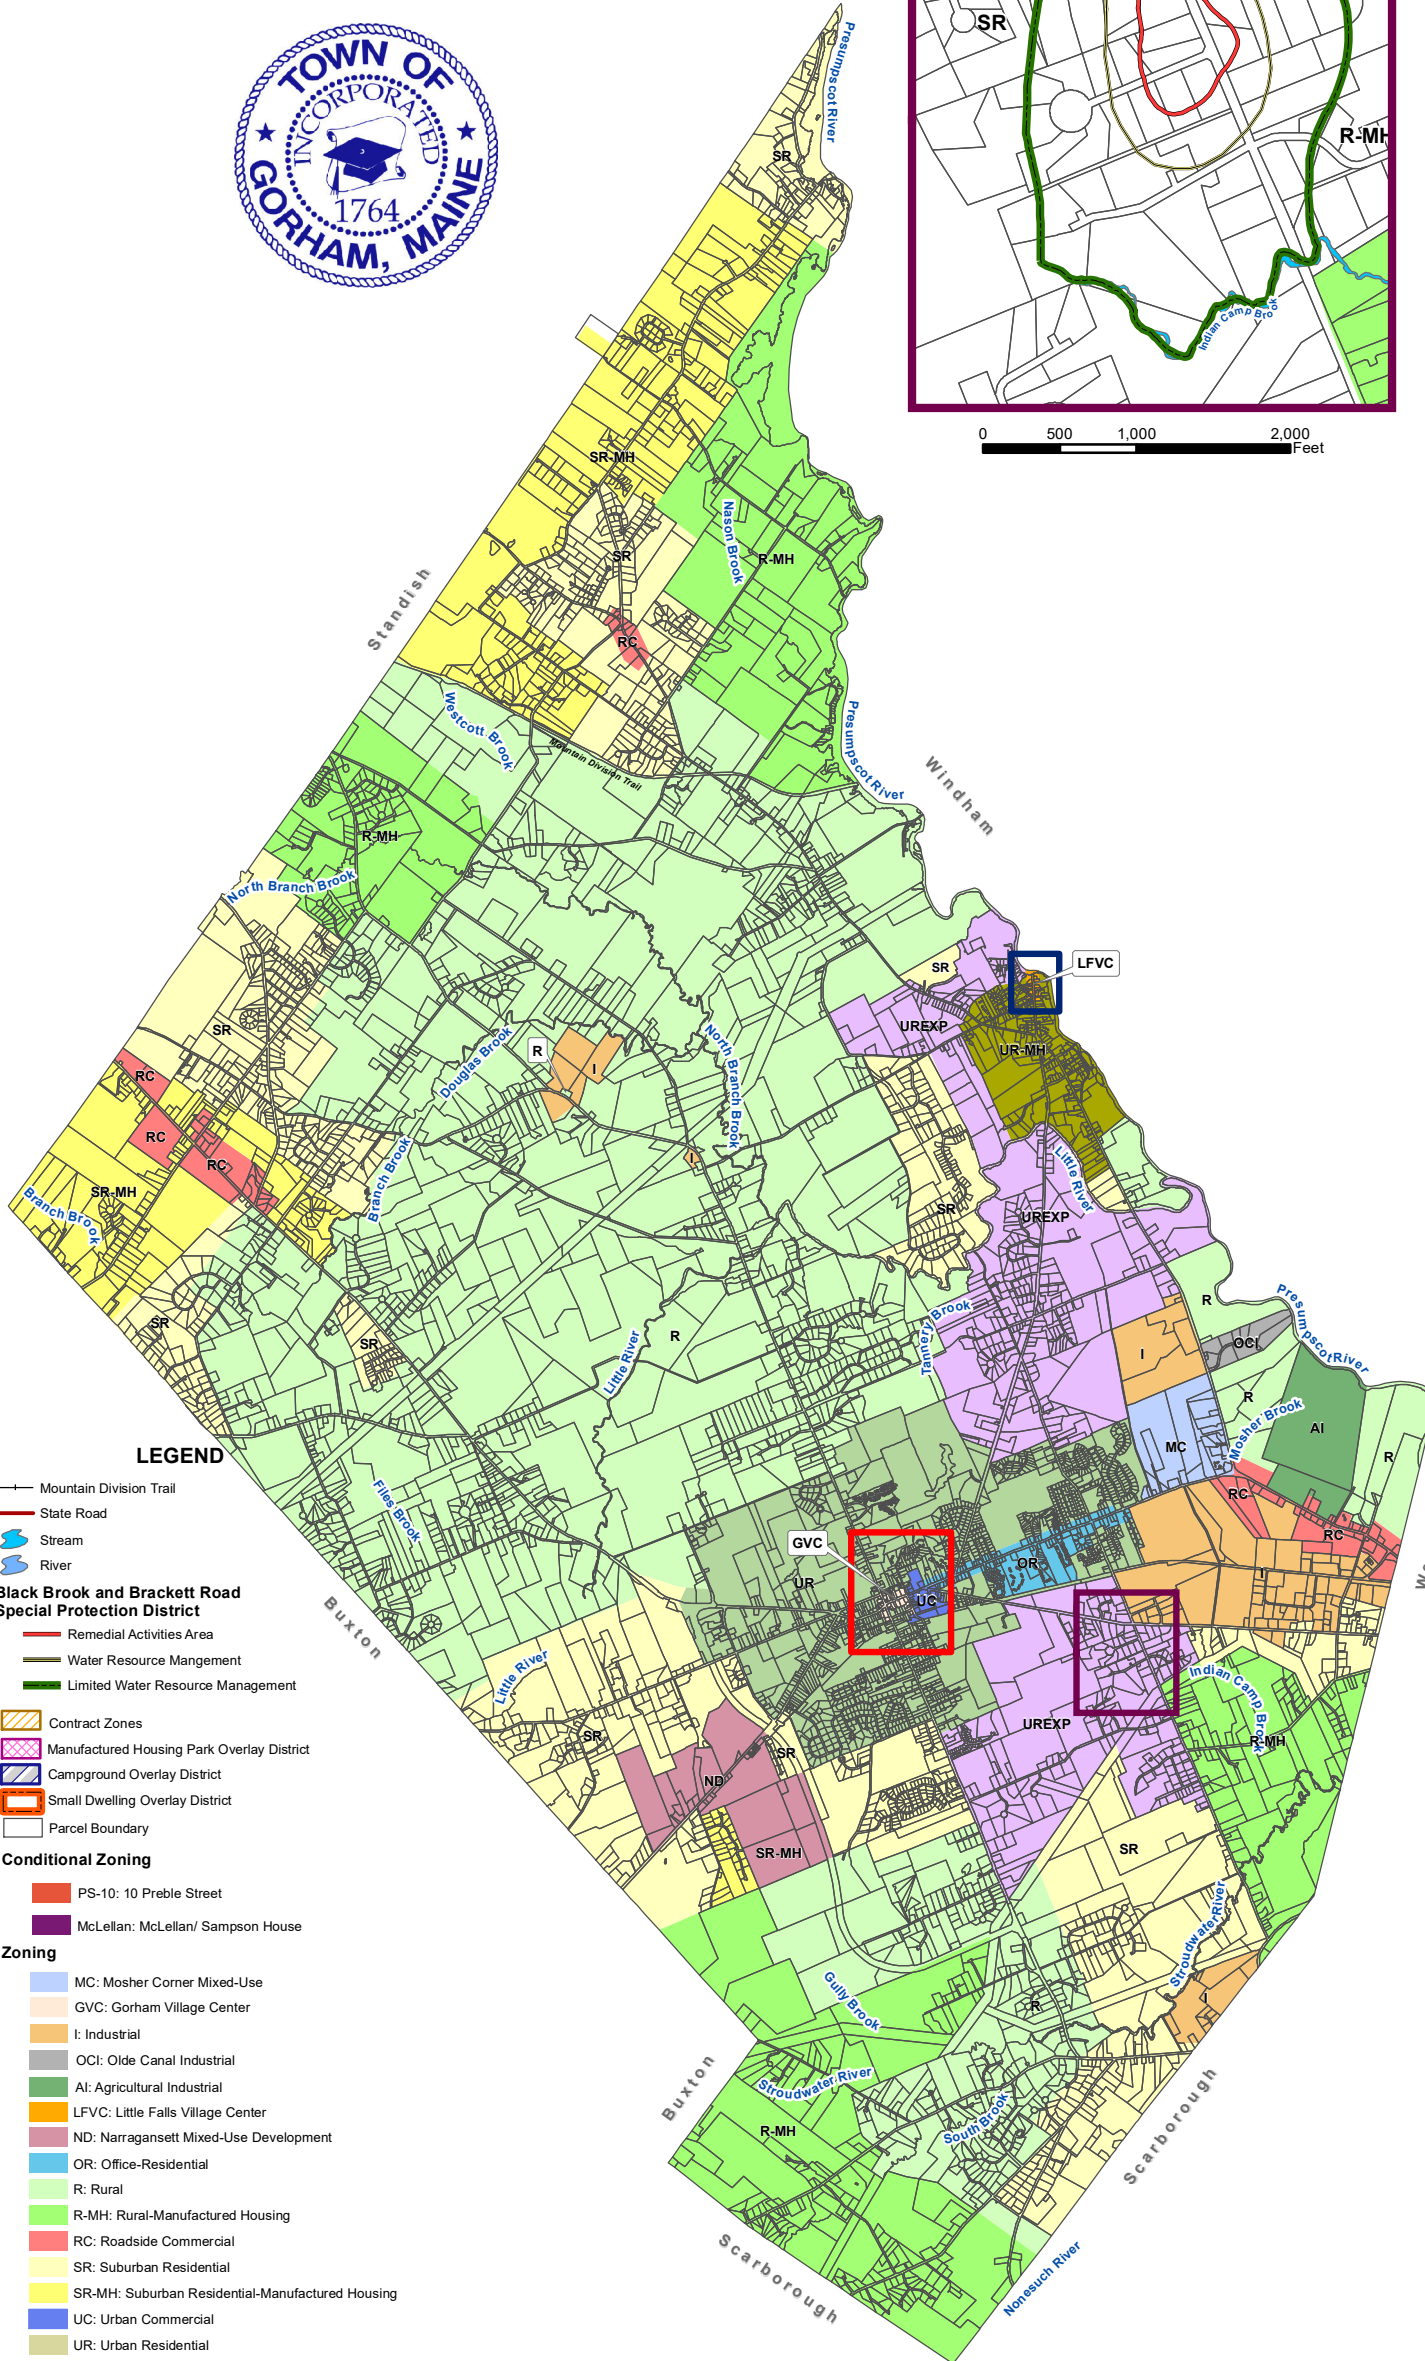 TOWN OF
INCORPORATED
1764
GORHAM, MAINE
SR
R-MH
Indian Camp Brook
0 500 1,000 2,000
Feet
Presumpscot River
SR
SR-MH
Nason Brook
R-MH
SR
Standish
RC
Westcott Brook
Mountain Division Trail
Presumpscot River
Windham
R-MH
North Branch Brook
SR
LFVC
UREXP
UR-MH
SR
Douglas Brook
R
I
North Branch Brook
RC
RC
RC
I
SR-MH
Branch Brook
Branch Brook
Little River
SR
UREXP
SR
SR
Little River
R
Tannery Brook
R
Presumpscot River
OCI
I
R
Mosher Brook
AI
MC
R
Files Brook
RC
RC
GVC
OR
I
UR
UC
Buxton
Little River
Indian Camp Brook
UREXP
R-MH
SR
SR
ND
SR-MH
SR
Stroudwater River
Gully Brook
R
I
Buxton
Stroudwater River
South Brook
R-MH
Scarborough
Scarborough
Nonesuch River
LEGEND
Mountain Division Trail
State Road
Stream
River
Black Brook and Brackett Road
Special Protection District
Remedial Activities Area
Water Resource Mangement
Limited Water Resource Management
Contract Zones
Manufactured Housing Park Overlay District
Campground Overlay District
Small Dwelling Overlay District
Parcel Boundary
Conditional Zoning
PS-10: 10 Preble Street
McLellan: McLellan/ Sampson House
Zoning
MC: Mosher Corner Mixed-Use
GVC: Gorham Village Center
I: Industrial
OCI: Olde Canal Industrial
AI: Agricultural Industrial
LFVC: Little Falls Village Center
ND: Narragansett Mixed-Use Development
OR: Office-Residential
R: Rural
R-MH: Rural-Manufactured Housing
RC: Roadside Commercial
SR: Suburban Residential
SR-MH: Suburban Residential-Manufactured Housing
UC: Urban Commercial
UR: Urban Residential